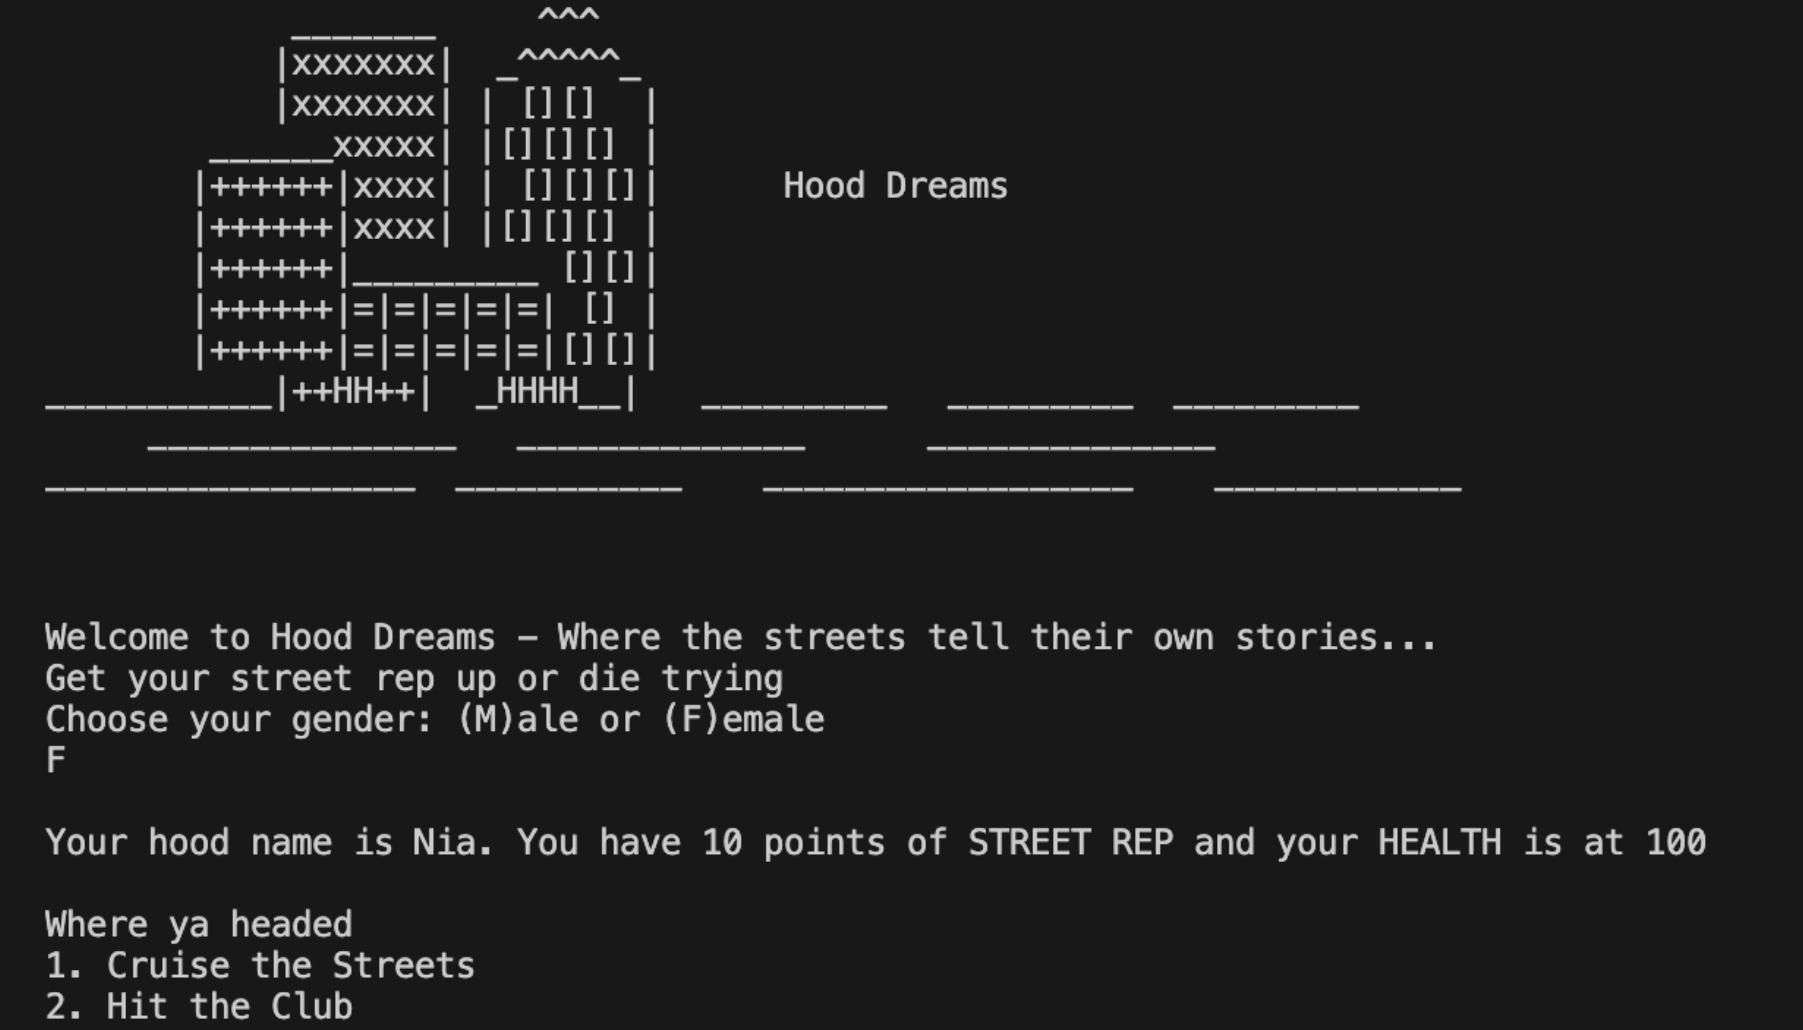 Hood Dreams
Welcome to Hood Dreams – Where the streets tell their own stories...
Get your street rep up or die trying
Choose your gender: (M)ale or (F)emale
F
Your hood name is Nia. You have 10 points of STREET REP and your HEALTH is at 100
Where ya headed
1. Cruise the Streets
2. Hit the Club